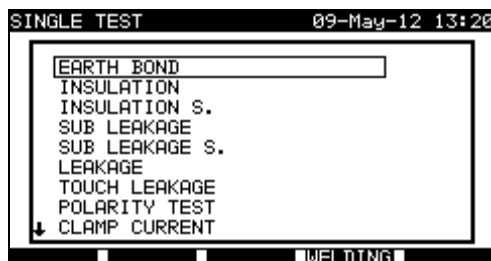 SINGLE TEST 09-May-12 13:20
EARTH BOND
INSULATION
INSULATION S.
SUB LEAKAGE
SUB LEAKAGE S.
LEAKAGE
TOUCH LEAKAGE
POLARITY TEST
CLAMP CURRENT
WELDING